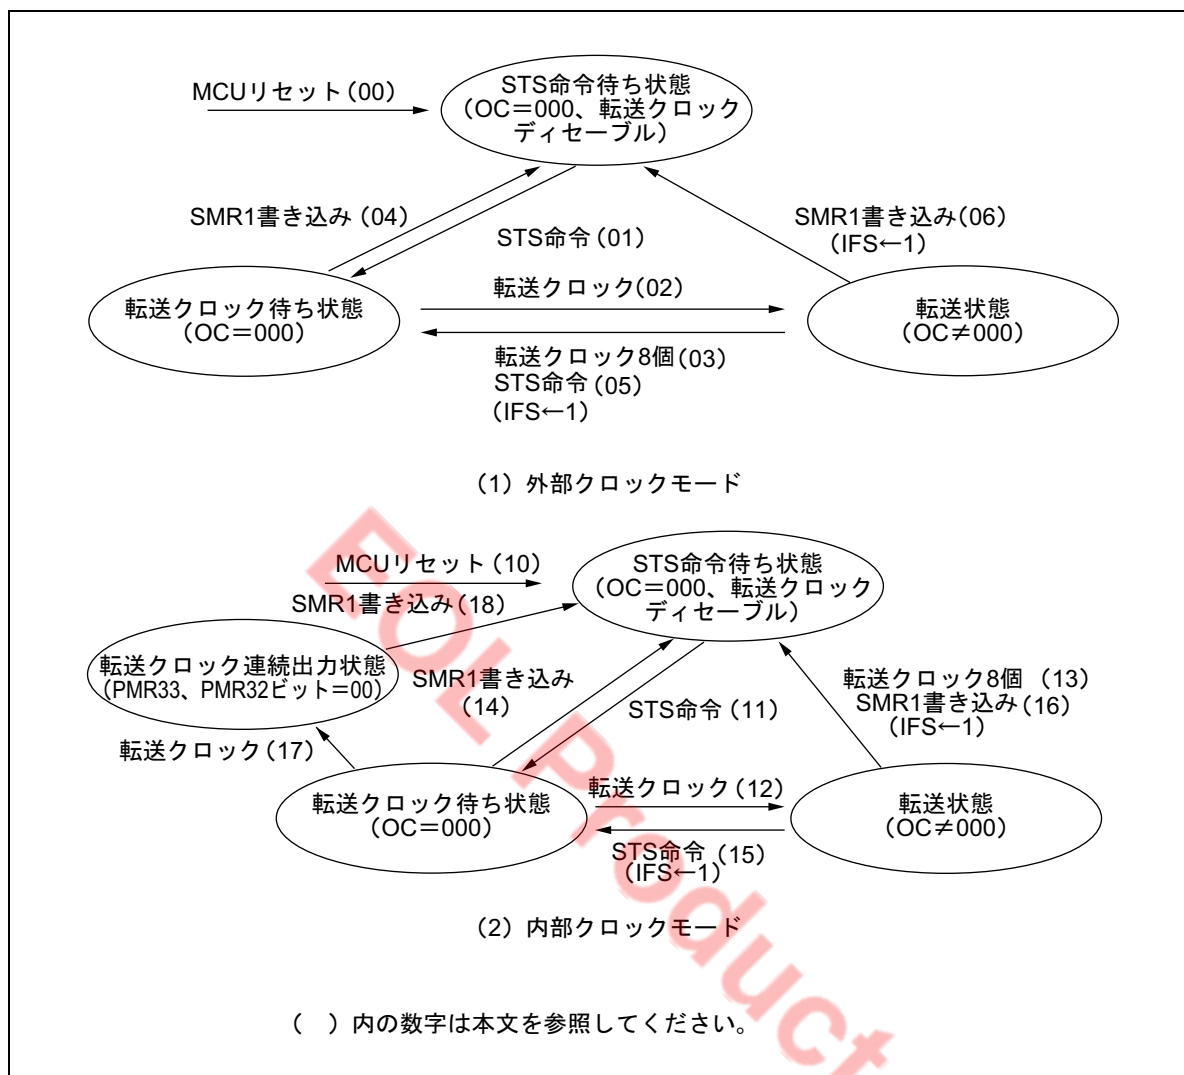 MCUリセット(00)
STS命令待ち状態
(OC=000、転送クロック
ディセーブル)
SMR1書き込み(04)
STS命令(01)
SMR1書き込み(06)
(IFS←1)
転送クロック待ち状態
(OC=000)
転送クロック(02)
転送状態
(OC≠000)
転送クロック8個(03)
STS命令(05)
(IFS←1)
(1)外部クロックモード
MCUリセット(10)
STS命令待ち状態
(OC=000、転送クロック
ディセーブル)
SMR1書き込み(18)
転送クロック連続出力状態
(PMR33、PMR32ビット=00)
SMR1書き込み
(14)
STS命令(11)
転送クロック8個 (13)
SMR1書き込み(16)
(IFS←1)
転送クロック(17)
転送クロック待ち状態
(OC=000)
転送クロック(12)
転送状態
(OC≠000)
STS命令 (15)
(IFS←1)
(2)内部クロックモード
( )内の数字は本文を参照してください。
EOL Product